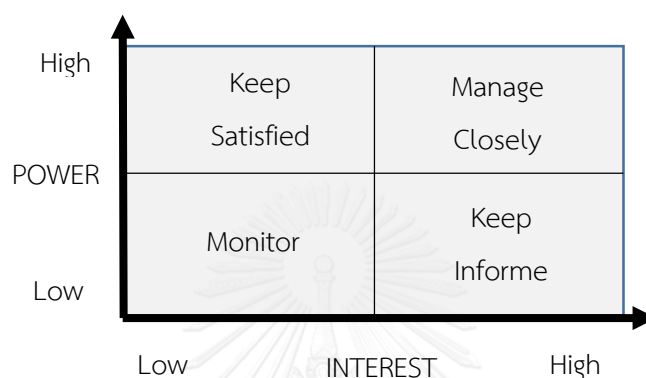 High
Keep
Satisfied
Manage
Closely
POWER
Monitor
Keep
Informe
Low
Low INTEREST High